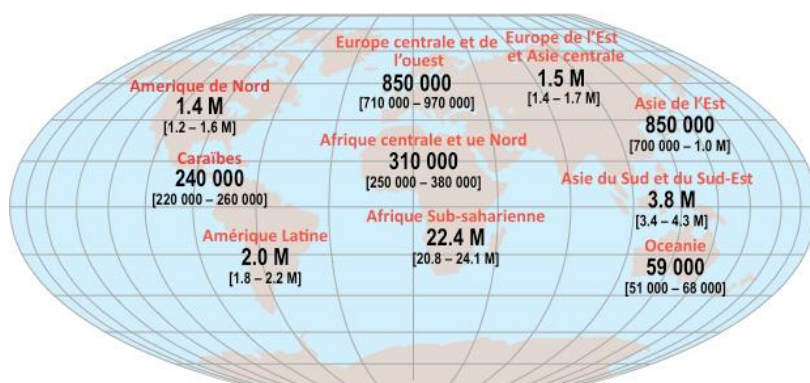 Europe centrale et de
l'ouest
850 000
[710 000 – 970 000]
Europe de l'Est
et Asie centrale
1.5 M
[1.4 – 1.7 M]
Amerique de Nord
1.4 M
[1.2 – 1.6 M]
Asie de l'Est
850 000
[700 000 – 1.0 M]
Caraïbes
240 000
[220 000 – 260 000]
Afrique centrale et ue Nord
310 000
[250 000 – 380 000]
Asie du Sud et du Sud-Est
3.8 M
[3.4 – 4.3 M]
Amérique Latine
2.0 M
[1.8 – 2.2 M]
Afrique Sub-saharienne
22.4 M
[20.8 – 24.1 M]
Oceanie
59 000
[51 000 – 68 000]